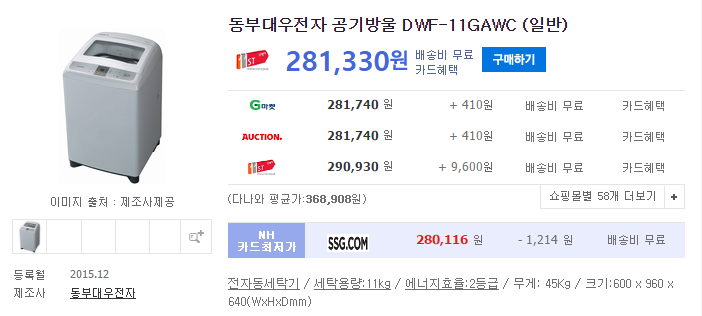 동부대우전자 공기방울 DWF-11GAWC (일반)
11ST 281,330원 배송비 무료 카드혜택 구매하기
G마켓 281,740 원 + 410원 배송비 무료 카드혜택
AUCTION. 281,740 원 + 410원 배송비 무료 카드혜택
11ST 290,930 원 + 9,600원 배송비 무료 카드혜택
(다나와 평균가:368,908원) 쇼핑몰별 58개 더보기 +
NH 카드최저가 SSG.COM 280,116 원 - 1,214 원 배송비 무료
전자동세탁기 / 세탁용량:11kg / 에너지효율:2등급 / 무게: 45Kg / 크기:600 x 960 x
640(WxHxDmm)
이미지 출처 : 제조사제공
등록월 2015.12
제조사 동부대우전자